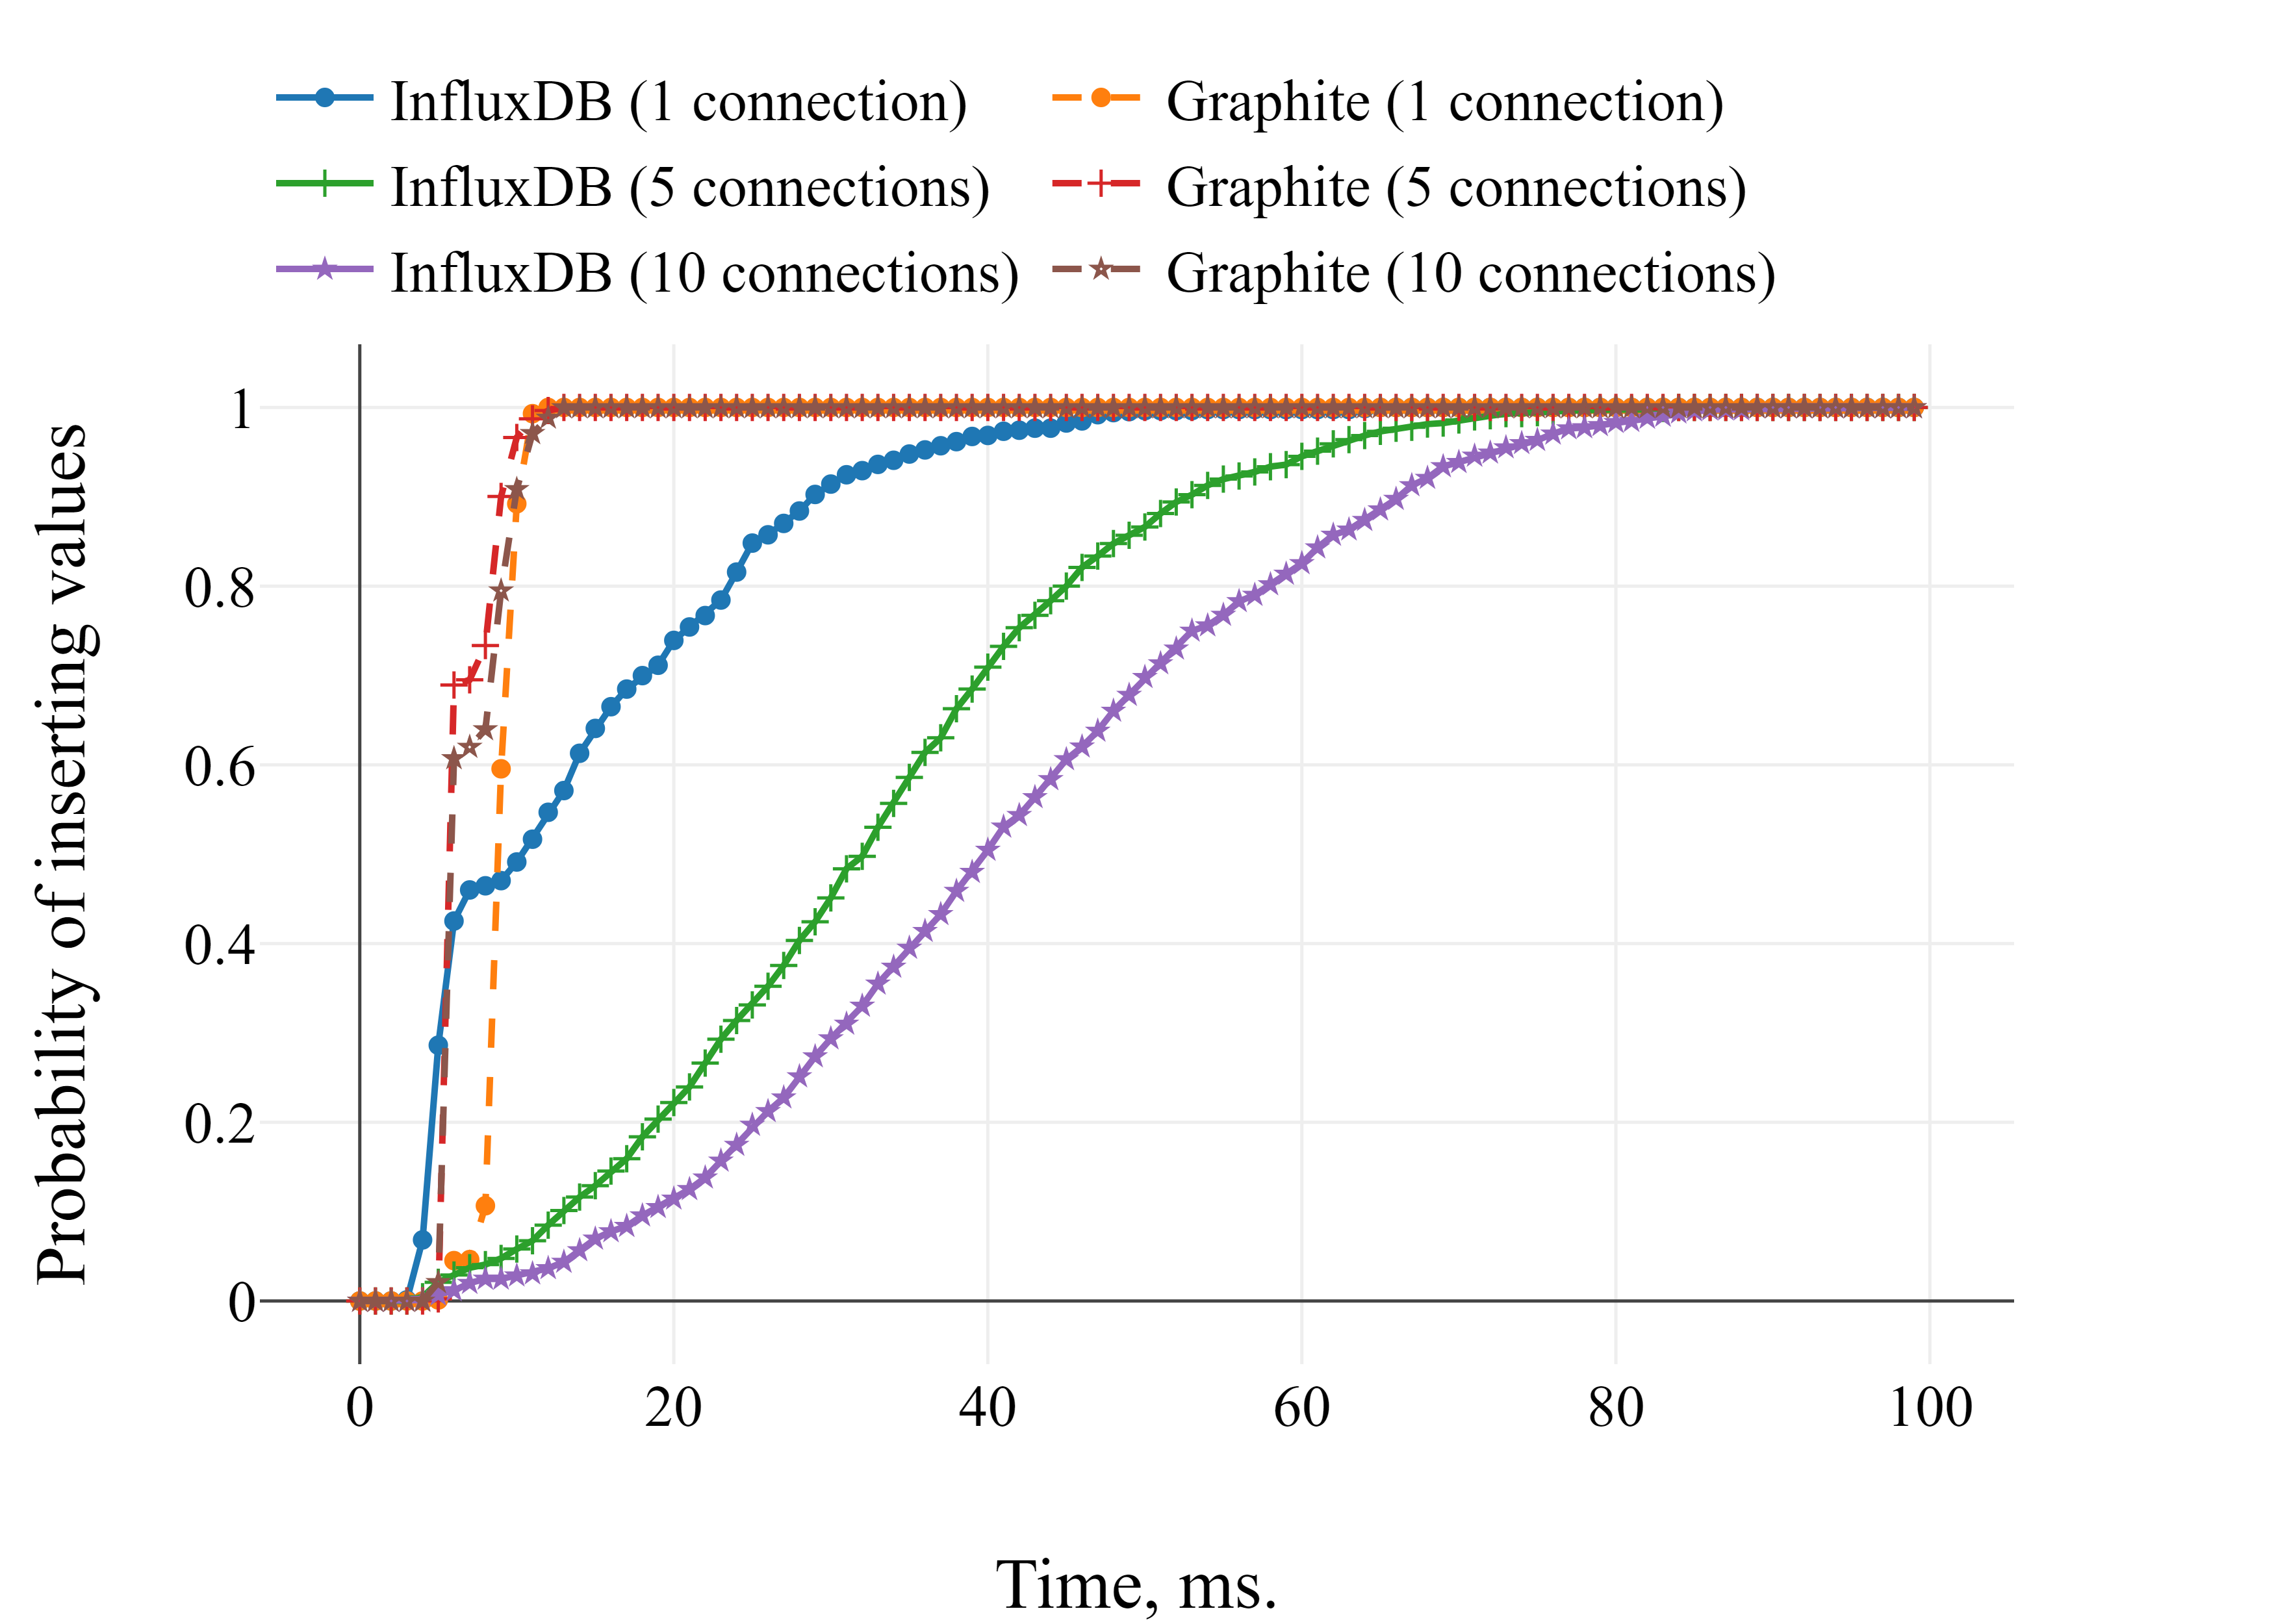 InfluxDB (1 connection) Graphite (1 connection)
InfluxDB (5 connections) Graphite (5 connections)
InfluxDB (10 connections) Graphite (10 connections)
Probability of inserting values
1
0.8
0.6
0.4
0.2
0
0 20 40 60 80 100
Time, ms.